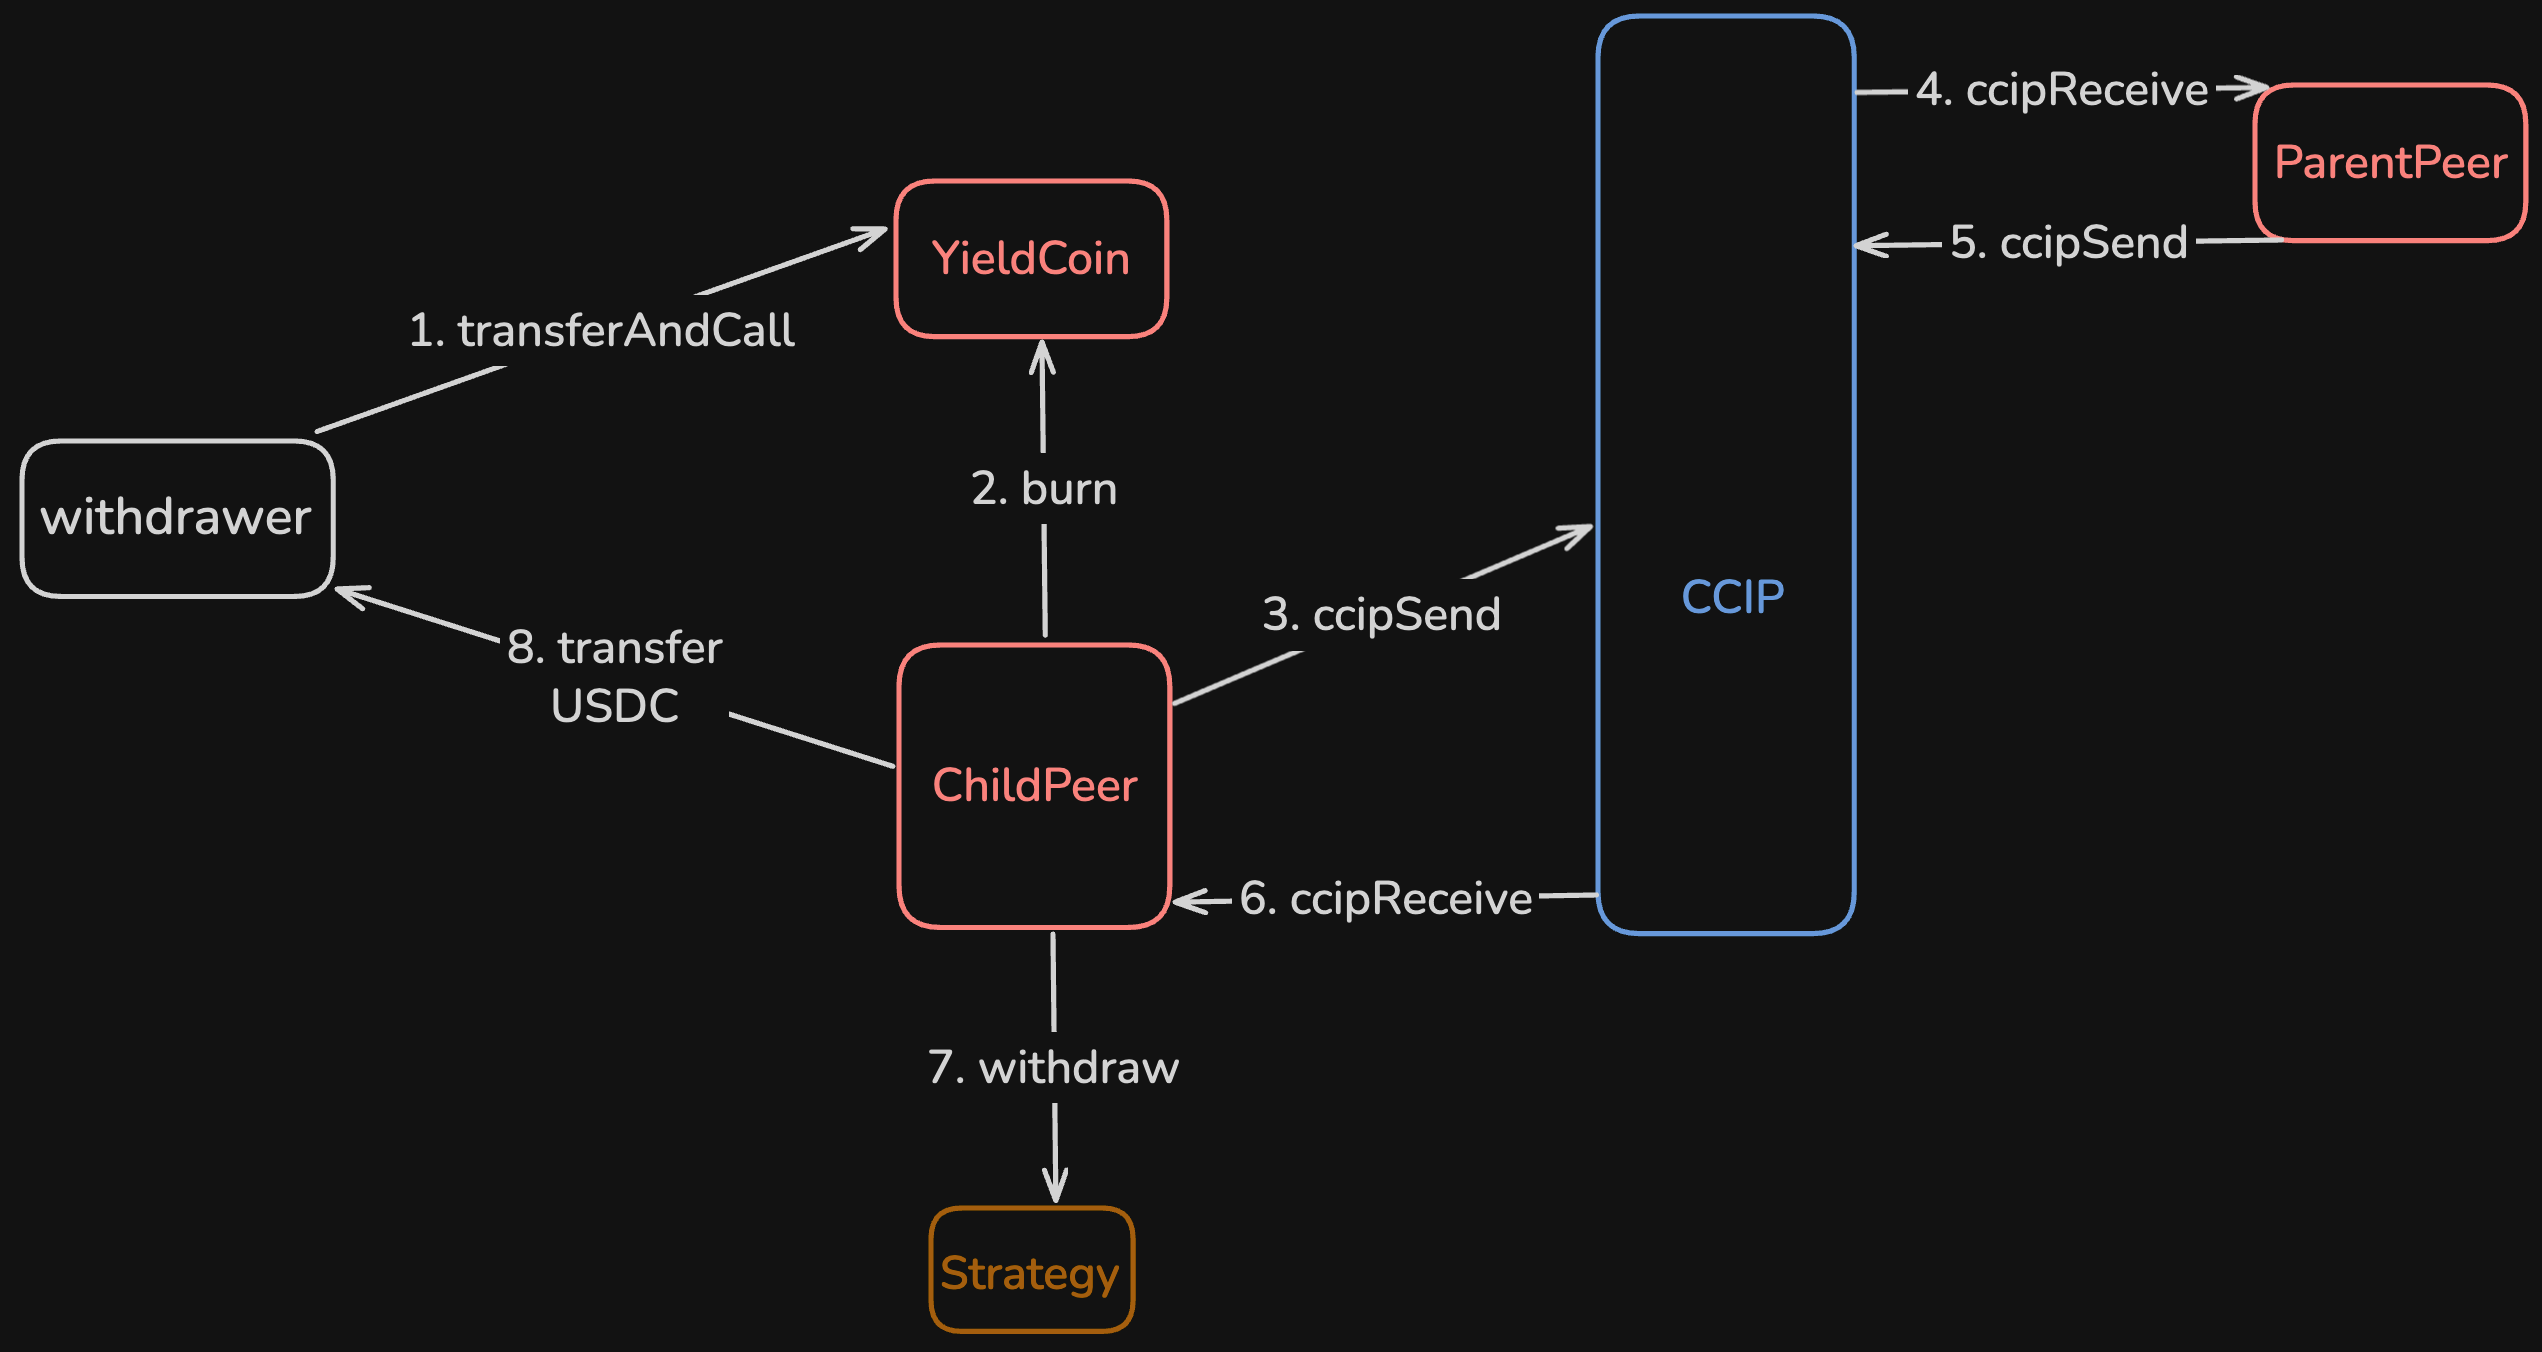 4. ccipReceive
ParentPeer
YieldCoin
5. ccipSend
1. transferAndCall
withdrawer
2. burn
CCIP
3. ccipSend
8. transfer
USDC
ChildPeer
6. ccipReceive
7. withdraw
Strategy